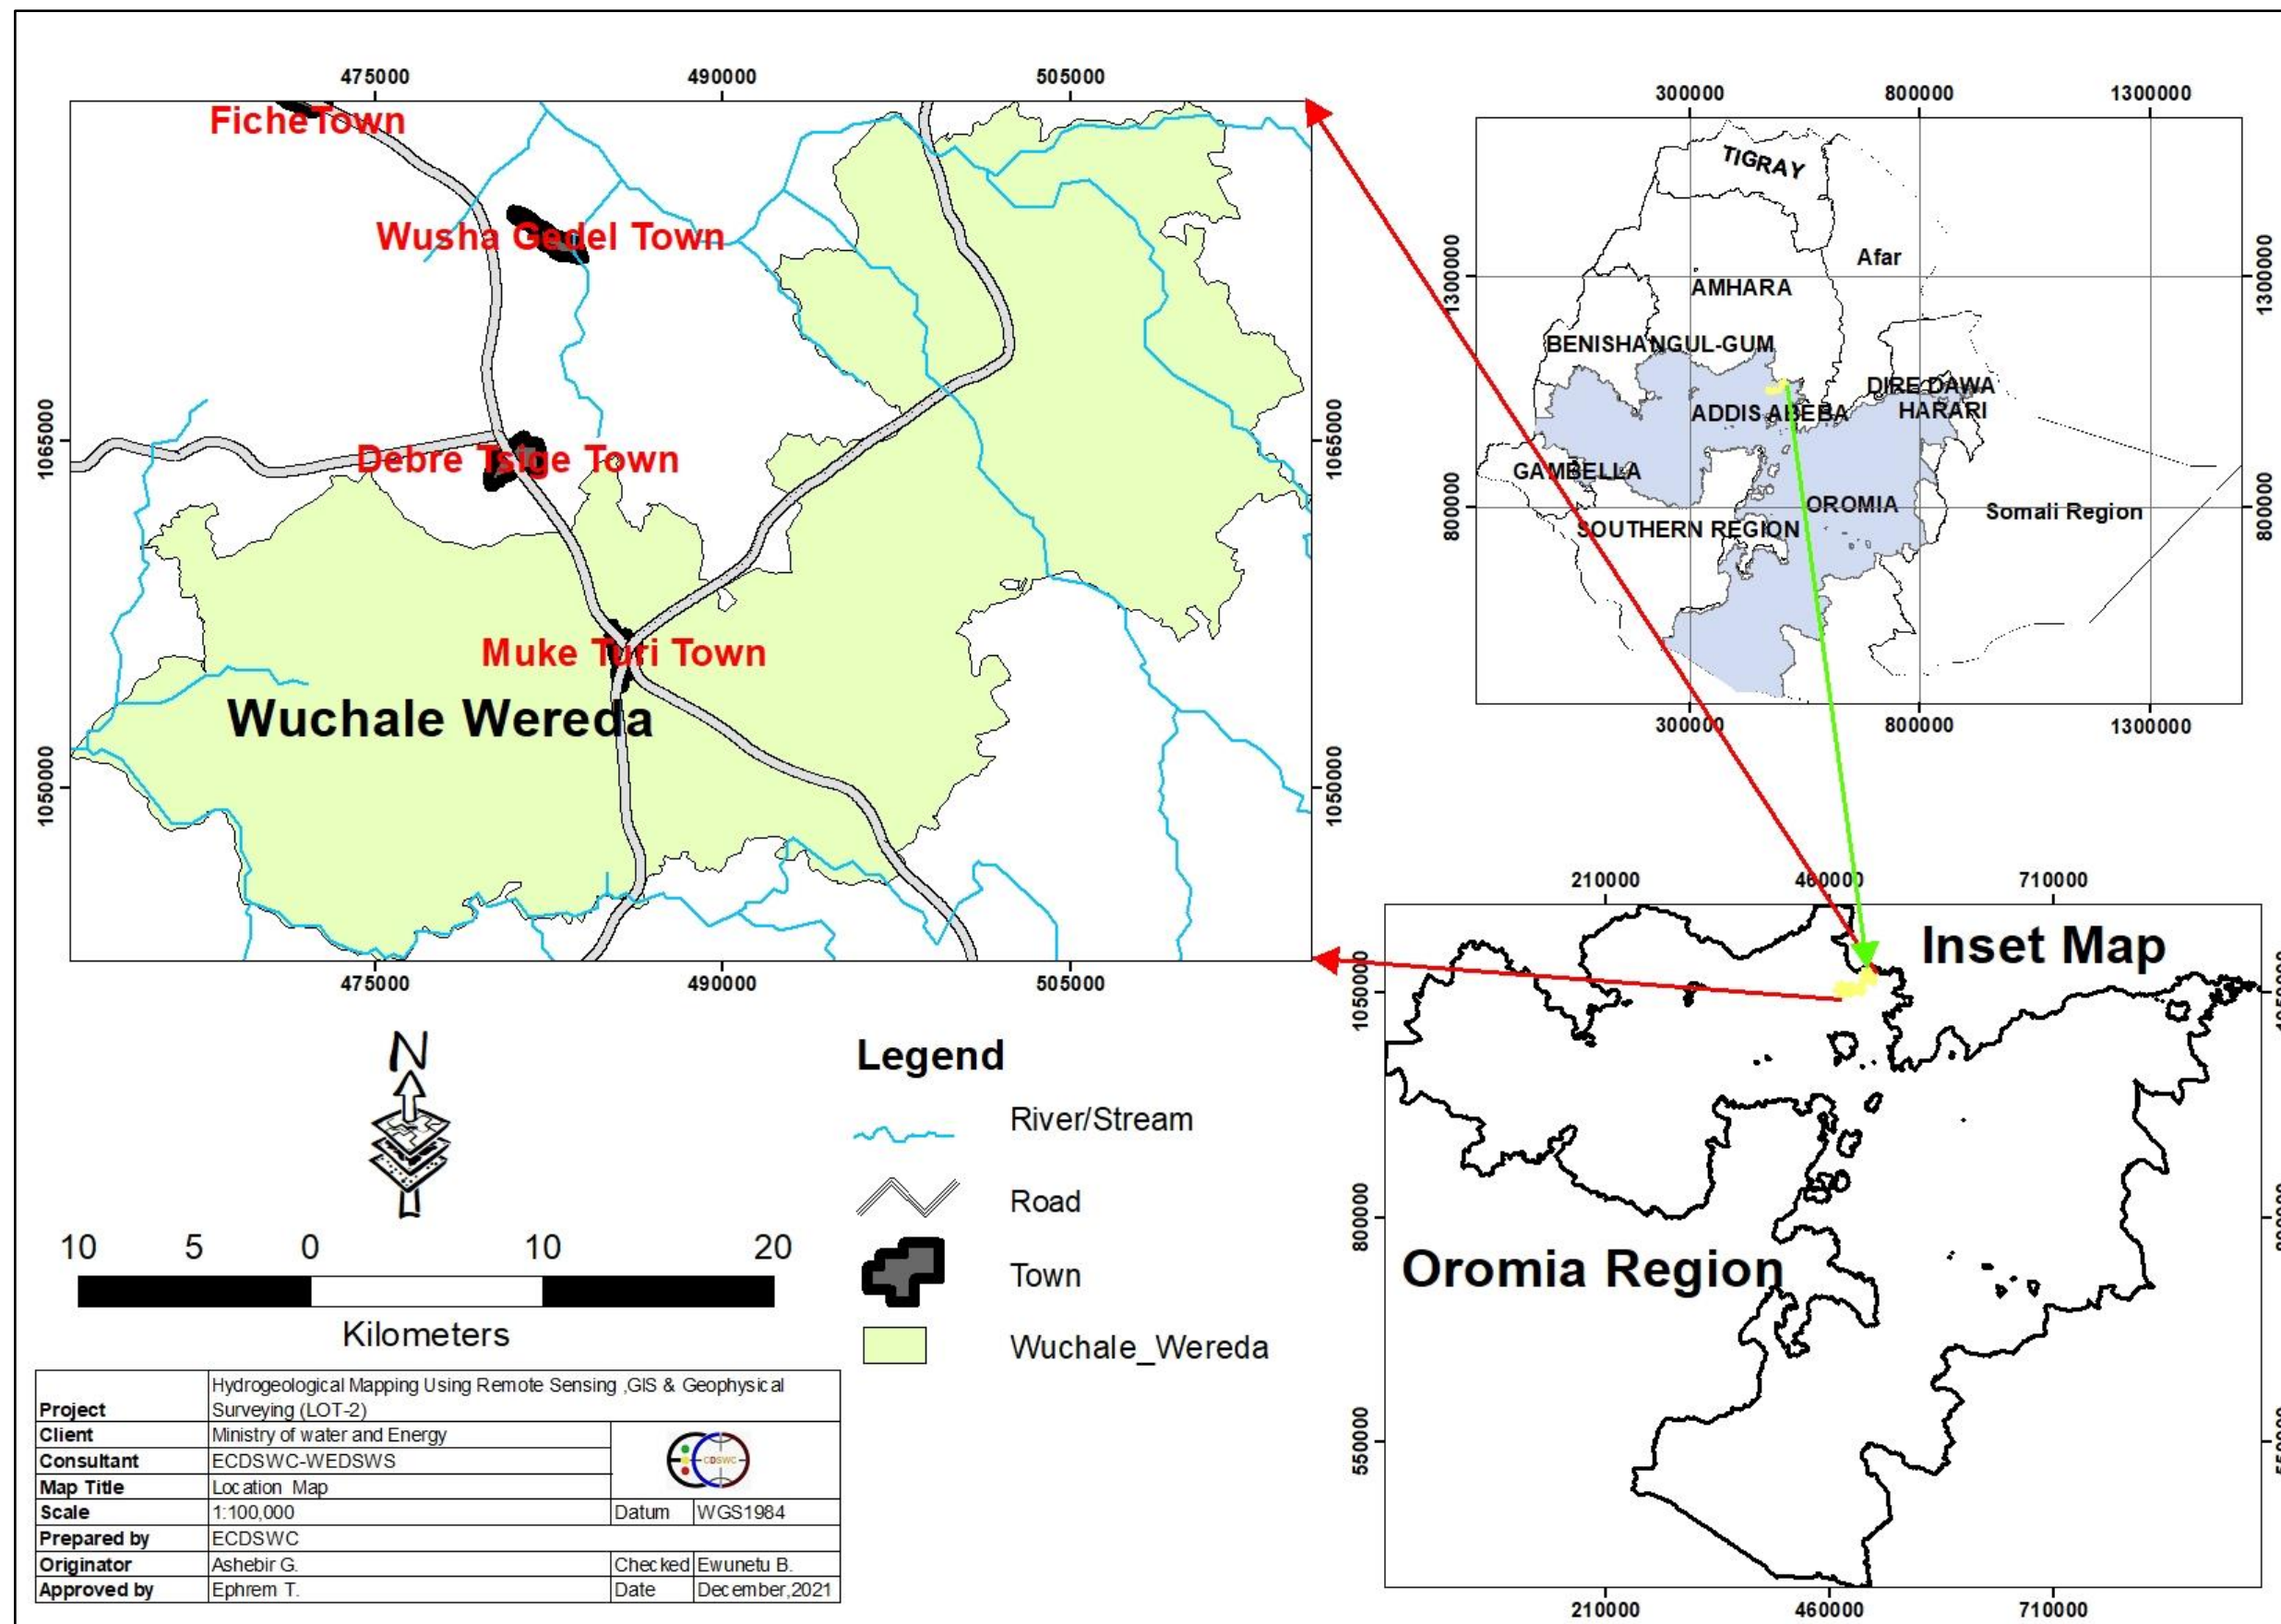 475000
490000
505000
Fiche Town
Wusha Gedel Town
1065000
1065000
Debre Tsige Town
Muke Turi Town
Wuchale Wereda
1050000
1050000
475000
490000
505000
300000
800000
1300000
TIGRAY
Afar
1300000
1300000
AMHARA
BENISHANGUL-GUM
DIRE DAWA
ADDIS ABEBA
HARARI
GAMBELLA
OROMIA
800000
800000
Somali Region
SOUTHERN REGION
300000
800000
1300000
210000
460000
710000
Inset Map
1050000
1050000
800000
800000
Oromia Region
550000
550000
210000
460000
710000
N
10 5 0 10 20
Kilometers
Legend
River/Stream
Road
Town
Wuchale_Wereda
Project Hydrogeological Mapping Using Remote Sensing ,GIS & Geophysical
Surveying (LOT-2)
Client Ministry of water and Energy
CDSWC
Consultant ECDSWC-WEDSWS
Map Title Location Map
Scale 1:100,000 Datum WGS1984
Prepared by ECDSWC
Originator Ashebir G. Checked Ewunetu B.
Approved by Ephrem T. Date December,2021